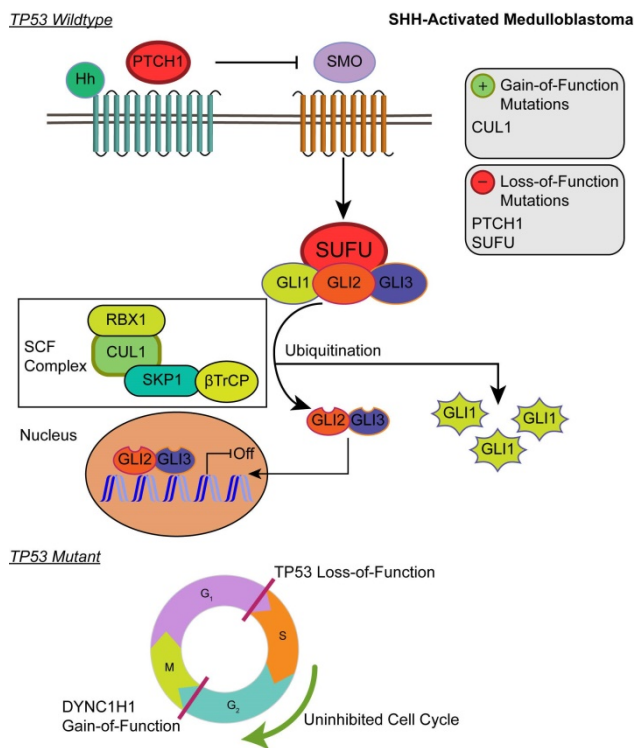 TP53 Wildtype
SHH-Activated Medulloblastoma
Hh
PTCH1
SMO
+ Gain-of-Function
Mutations
CUL1
− Loss-of-Function
Mutations
PTCH1
SUFU
SUFU
GLI1 GLI2 GLI3
SCF
Complex
RBX1
CUL1
SKP1 βTrCP
Ubiquitination
GLI2 GLI3
GLI1
GLI1
GLI1
Nucleus
GLI2 GLI3
Off
TP53 Mutant
TP53 Loss-of-Function
G₁
S
M
G₂
DYNC1H1
Gain-of-Function
Uninhibited Cell Cycle